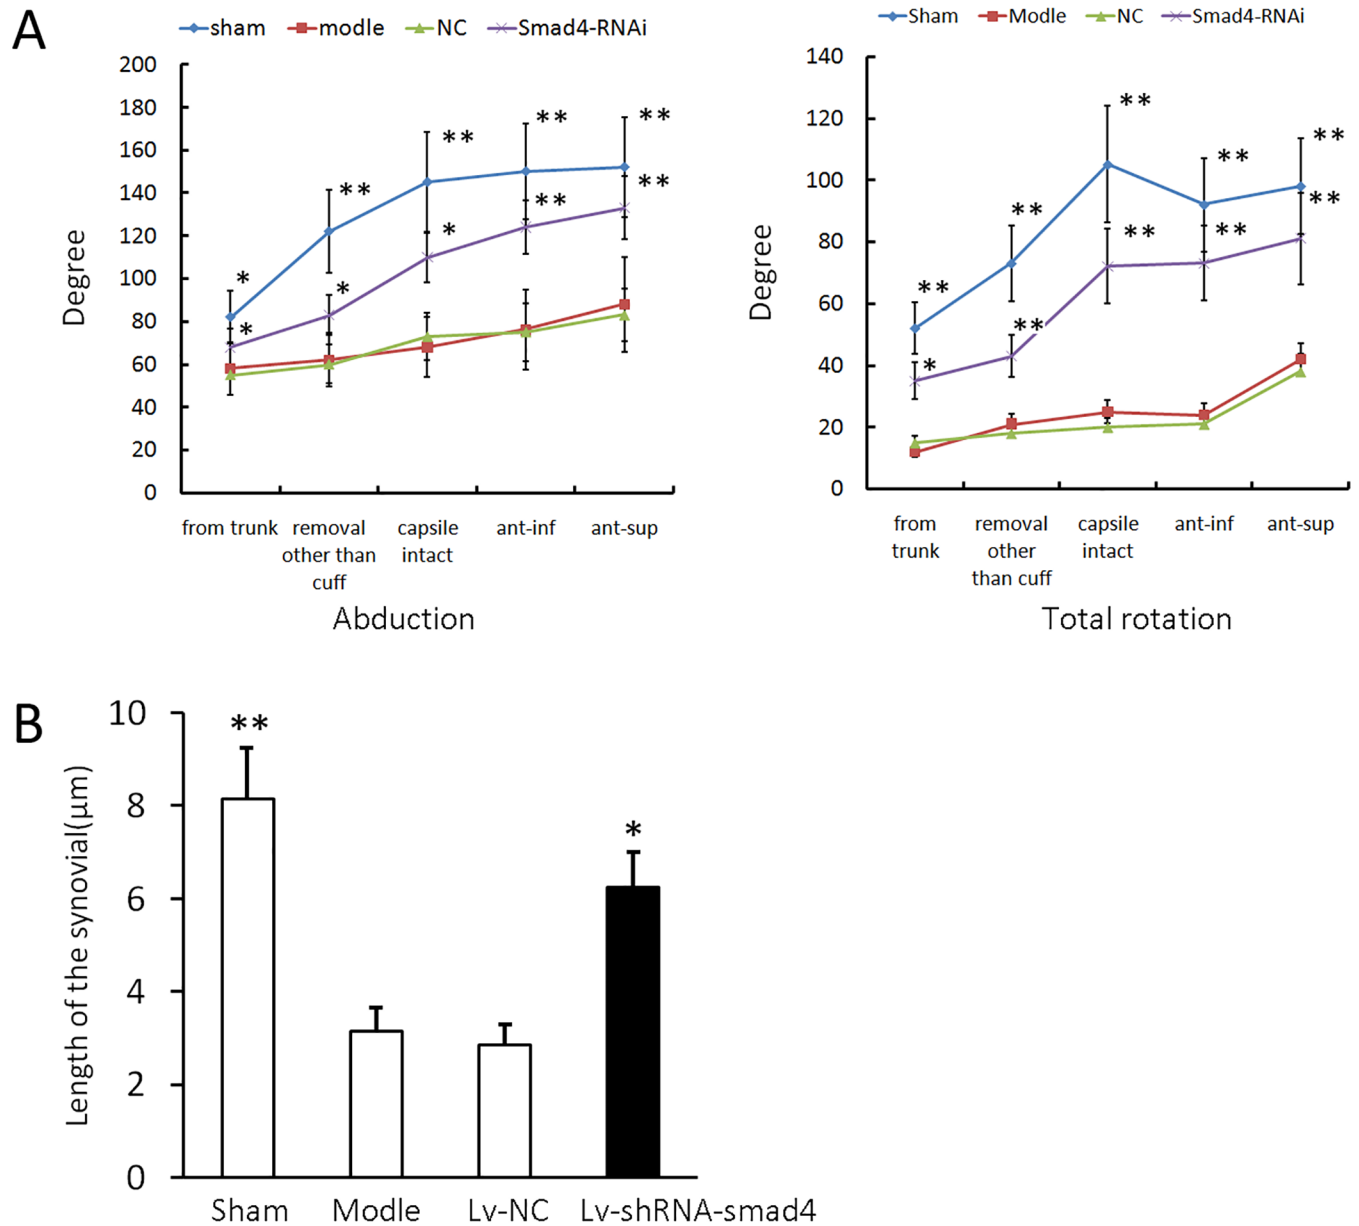 A
sham modle NC Smad4-RNAi
200
180
160
140
120
100
80
60
40
20
0
Degree
** ** ** **
** ** * *
* *
from trunk removal capsile ant-inf ant-sup
other than intact
cuff
Abduction
Sham Modle NC Smad4-RNAi
140
120
100
80
60
40
20
0
Degree
** ** ** ** **
** ** ** ** *
from removal capsile ant-inf ant-sup
trunk other intact
than cuff
Total rotation
B
10
8
6
4
2
0
Length of the synovial(μm)
**
*
Sham Modle Lv-NC Lv-shRNA-smad4